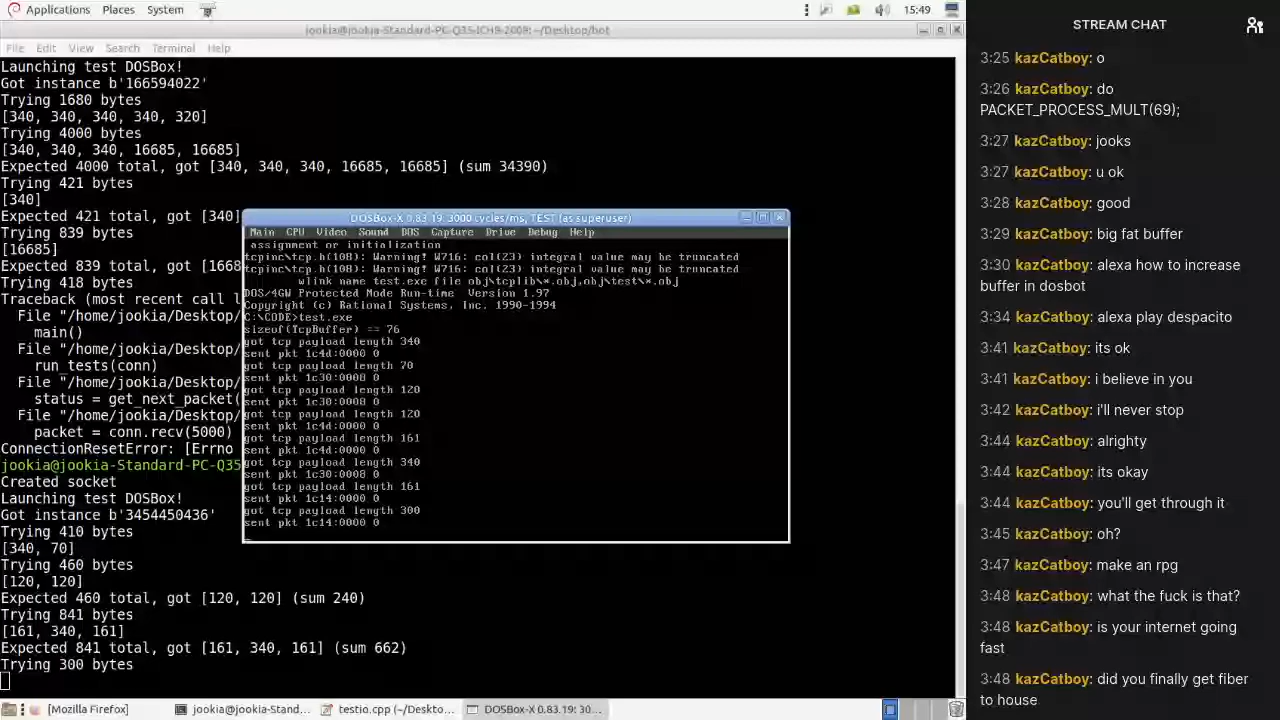 Applications Places System
15:49
jookia@jookia-Standard-PC-Q35-ICH9-2009: ~/Desktop/bot
File Edit View Search Terminal Help
Launching test DOSBox!
Got instance b'166594022'
Trying 1680 bytes
[340, 340, 340, 340, 320]
Trying 4000 bytes
[340, 340, 340, 16685, 16685]
Expected 4000 total, got [340, 340, 340, 16685, 16685] (sum 34390)
Trying 421 bytes
[340]
Expected 421 total, got [340]
Trying 839 bytes
[16685]
Expected 839 total, got [1668
Trying 418 bytes
Traceback (most recent call l
File "/home/jookia/Desktop/
main()
File "/home/jookia/Desktop/
run_tests(conn)
File "/home/jookia/Desktop/
status = get_next_packet(
File "/home/jookia/Desktop/
packet = conn.recv(5000)
ConnectionResetError: [Errno
jookia@jookia-Standard-PC-Q35
Created socket
Launching test DOSBox!
Got instance b'3454450436'
Trying 410 bytes
[340, 70]
Trying 460 bytes
[120, 120]
Expected 460 total, got [120, 120] (sum 240)
Trying 841 bytes
[161, 340, 161]
Expected 841 total, got [161, 340, 161] (sum 662)
Trying 300 bytes
DOSBox-X 0.83.19: 3000 cycles/ms, TEST (as superuser)
Main CPU Video Sound DOS Capture Drive Debug Help
assignment or initialization
tcpinc\tcp.h(108): Warning! W716: col(23) integral value may be truncated
tcpinc\tcp.h(108): Warning! W716: col(23) integral value may be truncated
wlink name test.exe file obj\tcplib\*.obj,obj\test\*.obj
DOS/4GW Protected Mode Run-time Version 1.97
Copyright (c) Rational Systems, Inc. 1990-1994
C:\CODE>test.exe
sizeof(TcpBuffer) == 76
got tcp payload length 340
sent pkt 1c4d:0000 0
got tcp payload length 70
sent pkt 1c30:0008 0
got tcp payload length 120
sent pkt 1c30:0008 0
got tcp payload length 120
sent pkt 1c4d:0000 0
got tcp payload length 161
sent pkt 1c4d:0000 0
got tcp payload length 340
sent pkt 1c30:0008 0
got tcp payload length 161
sent pkt 1c14:0000 0
got tcp payload length 300
sent pkt 1c14:0000 0
[Mozilla Firefox]
jookia@jookia-Stand...
testio.cpp (~/Deskto...
DOSBox-X 0.83.19: 30...
STREAM CHAT
3:25 kazCatboy: o
3:26 kazCatboy: do
PACKET_PROCESS_MULT(69);
3:27 kazCatboy: jooks
3:27 kazCatboy: u ok
3:28 kazCatboy: good
3:29 kazCatboy: big fat buffer
3:30 kazCatboy: alexa how to increase
buffer in dosbot
3:34 kazCatboy: alexa play despacito
3:41 kazCatboy: its ok
3:41 kazCatboy: i believe in you
3:42 kazCatboy: i'll never stop
3:44 kazCatboy: alrighty
3:44 kazCatboy: its okay
3:44 kazCatboy: you'll get through it
3:45 kazCatboy: oh?
3:47 kazCatboy: make an rpg
3:48 kazCatboy: what the fuck is that?
3:48 kazCatboy: is your internet going
fast
3:48 kazCatboy: did you finally get fiber
to house